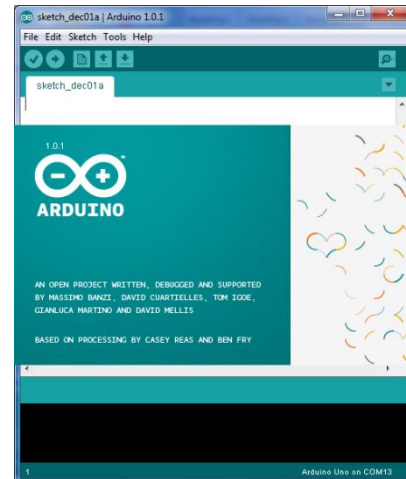 sketch_dec01a | Arduino 1.0.1
File Edit Sketch Tools Help
sketch_dec01a
1.0.1
ARDUINO
AN OPEN PROJECT WRITTEN, DEBUGGED AND SUPPORTED
BY MASSIMO BANZI, DAVID CUARTIELLES, TOM IGOE,
GIANLUCA MARTINO AND DAVID MELLIS
BASED ON PROCESSING BY CASEY REAS AND BEN FRY
1
Arduino Uno on COM13